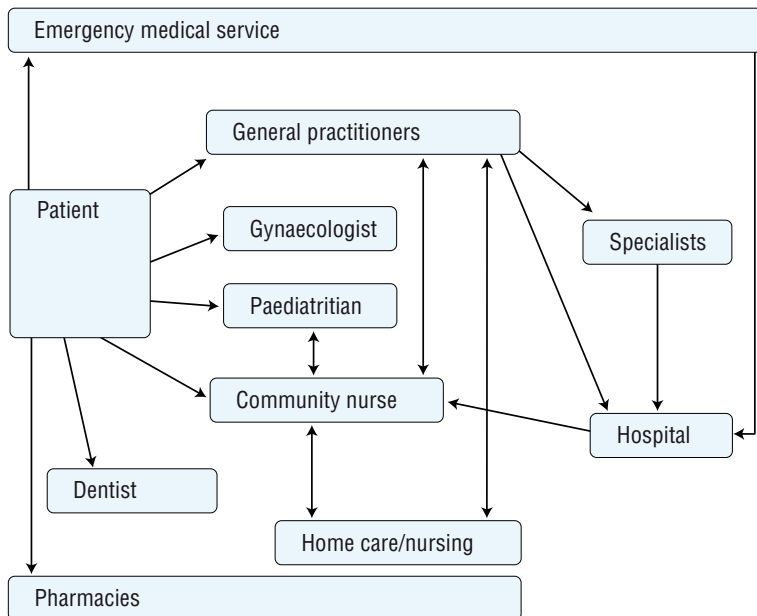 Emergency medical service
General practitioners
Patient
Gynaecologist
Specialists
Paediatritian
Community nurse
Hospital
Dentist
Home care/nursing
Pharmacies